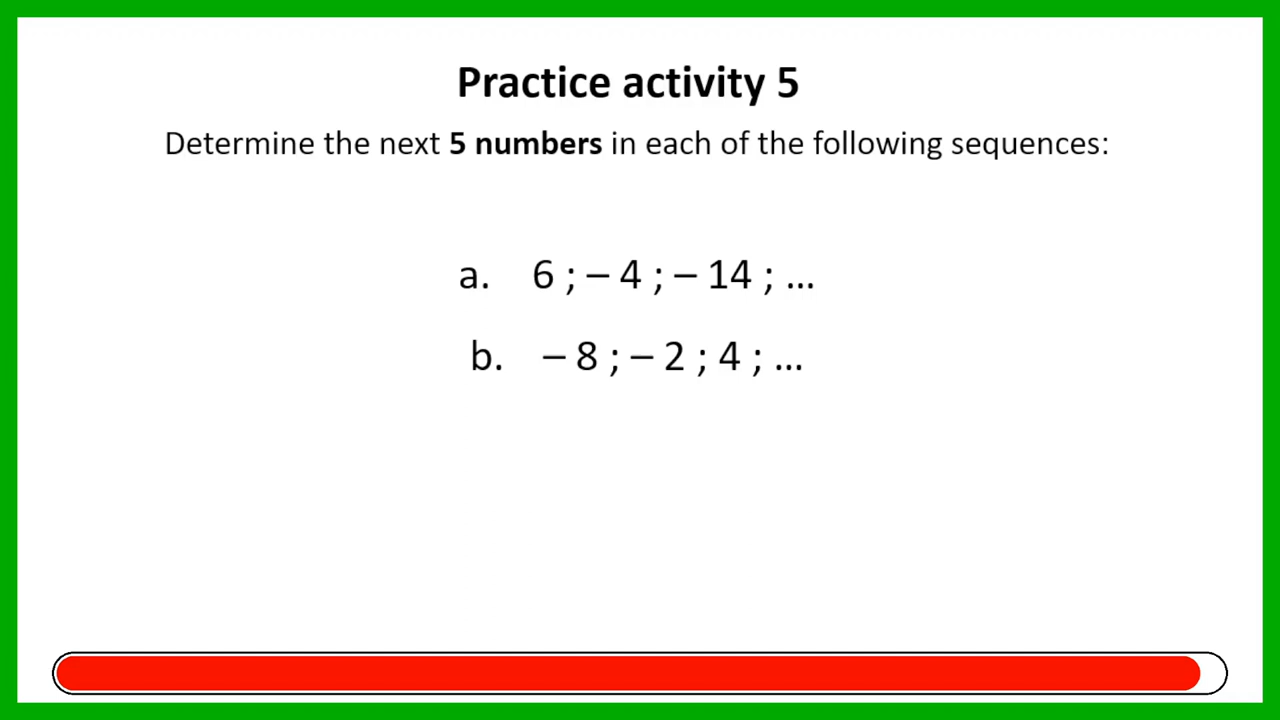 Practice activity 5
Determine the next 5 numbers in each of the following sequences:
a. 6 ; – 4 ; – 14 ; ...
b. – 8 ; – 2 ; 4 ; ...